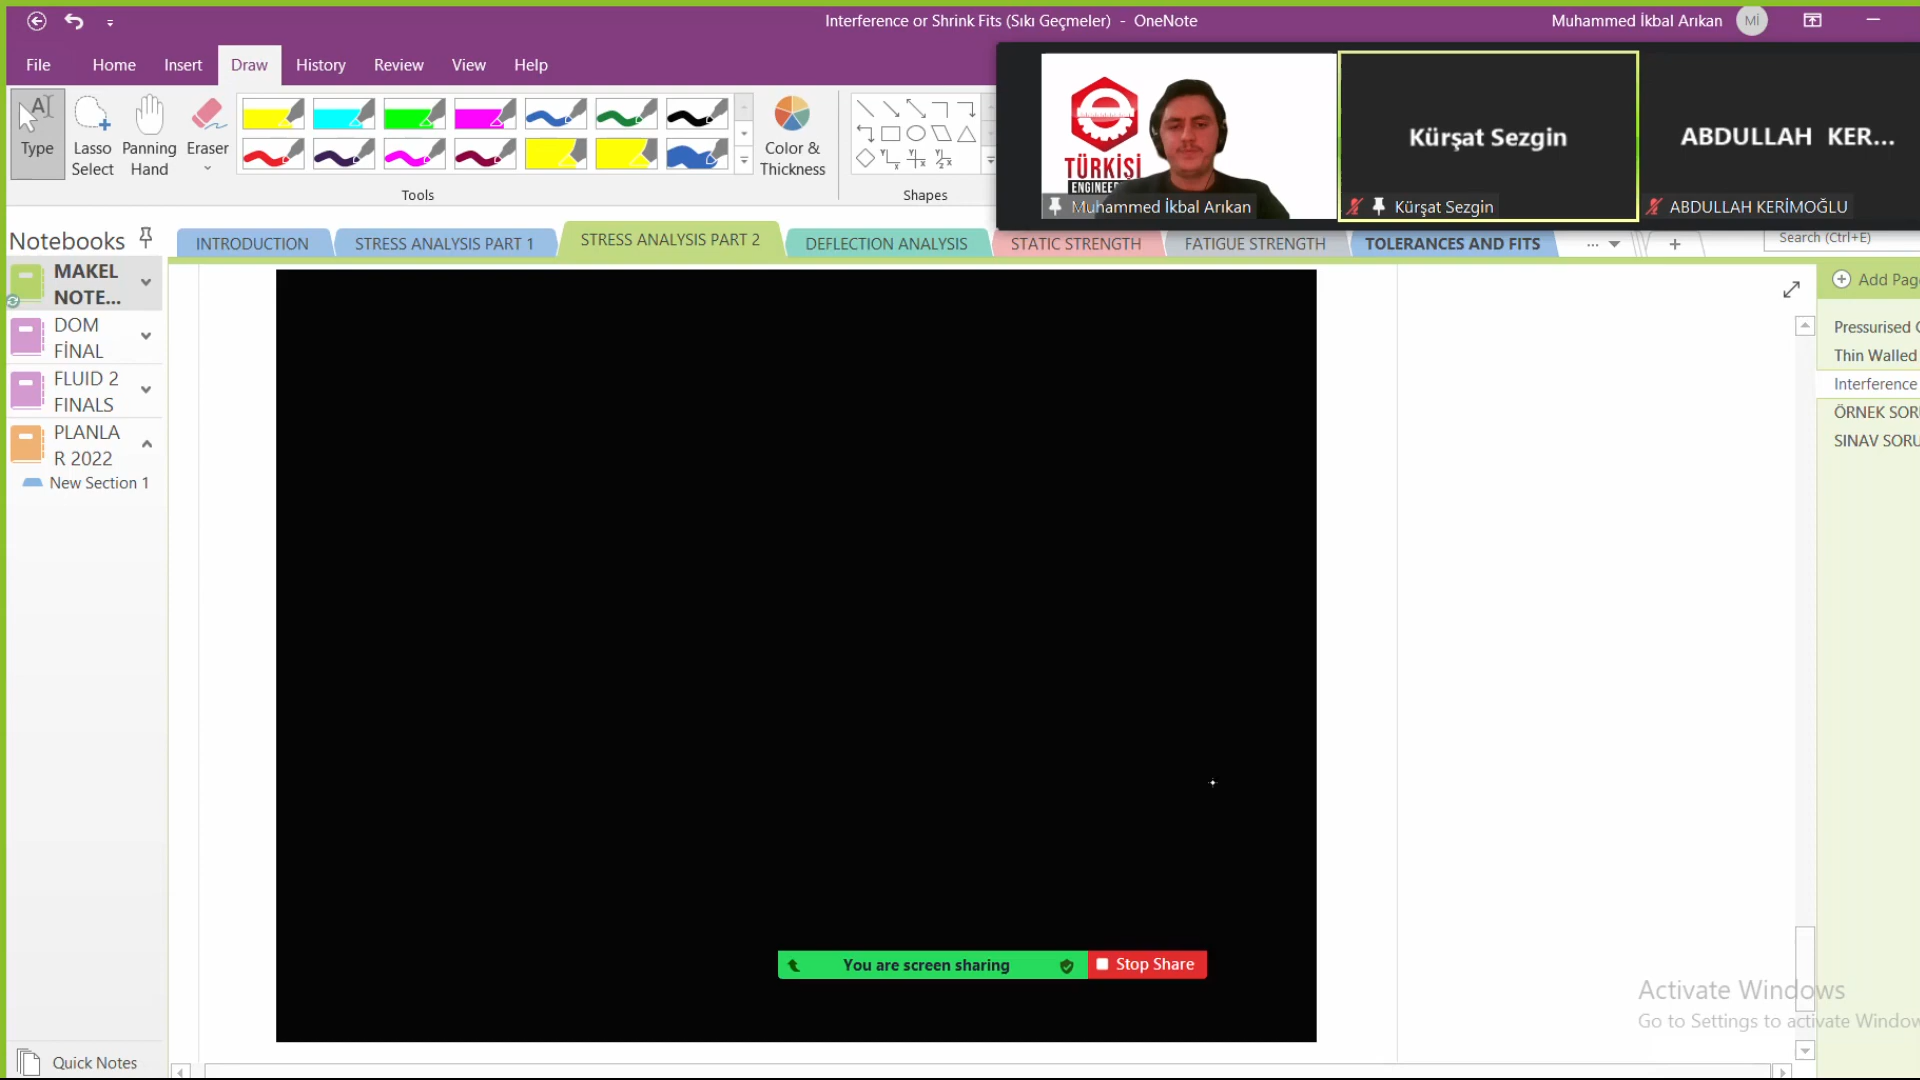 Interference or Shrink Fits (Sıkı Geçmeler) - OneNote
Muhammed İkbal Arıkan
Mİ
File Home Insert Draw History Review View Help
Type
Lasso Select
Panning Hand
Eraser
Color & Thickness
Tools
Shapes
TÜRKİSİ
Muhammed İkbal Arıkan
Kürşat Sezgin
Kürşat Sezgin
ABDULLAH KER...
ABDULLAH KERİMOĞLU
Notebooks
INTRODUCTION
STRESS ANALYSIS PART 1
STRESS ANALYSIS PART 2
DEFLECTION ANALYSIS
STATIC STRENGTH
FATIGUE STRENGTH
TOLERANCES AND FITS
...
Search (Ctrl+E)
MAKEL
NOTE...
DOM
FİNAL
FLUID 2
FINALS
PLANLA
R 2022
New Section 1
Add Pag
Pressurised
Thin Walled
Interference
ÖRNEK SOR
SINAV SORU
You are screen sharing
Stop Share
Activate Windows
Go to Settings to activate Window
Quick Notes